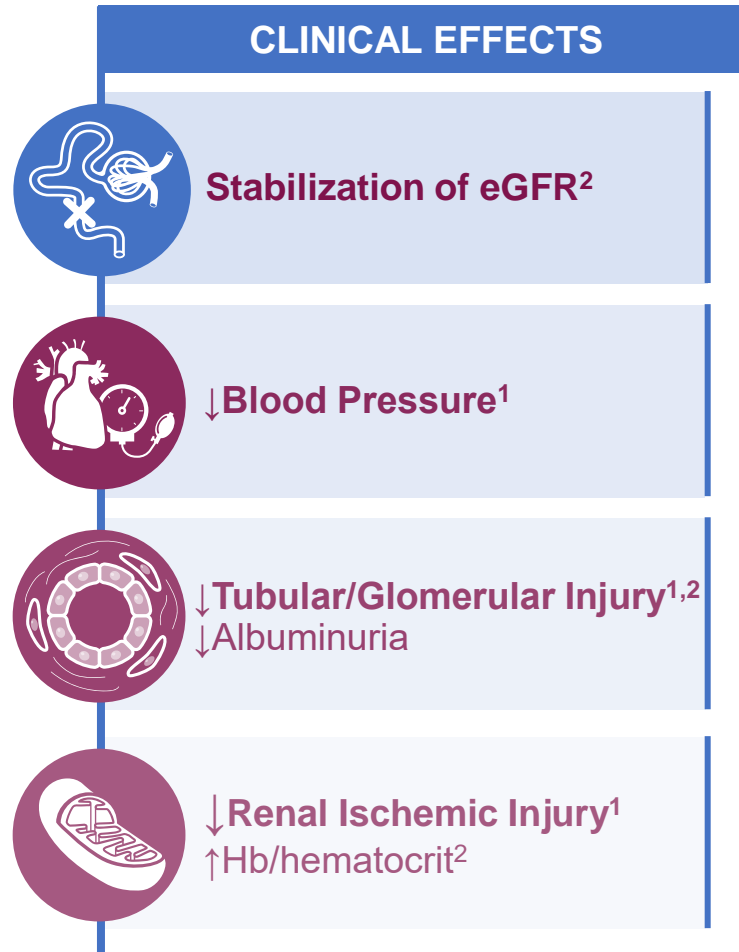 CLINICAL EFFECTS
Stabilization of eGFR²
↓Blood Pressure¹
↓Tubular/Glomerular Injury¹,²
↓Albuminuria
↓Renal Ischemic Injury¹
↑Hb/hematocrit²